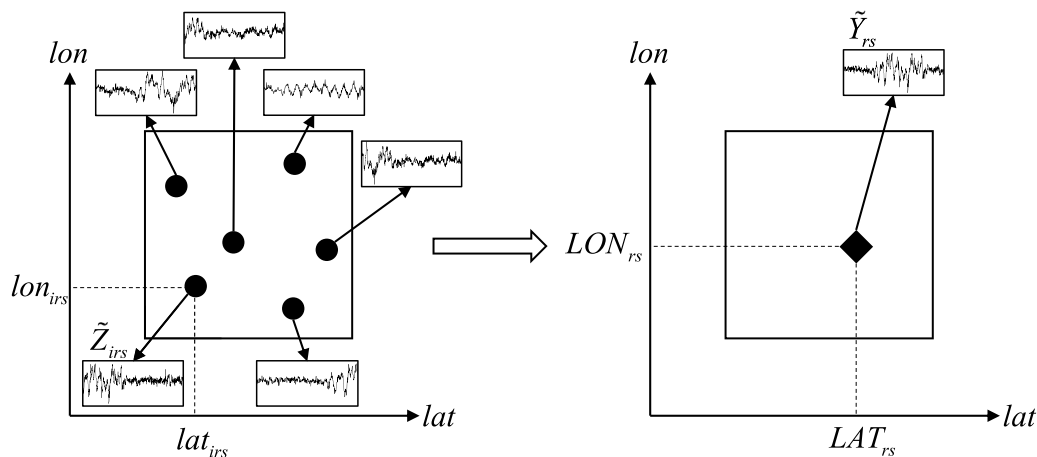 lon
lon_irs
Z̃_irs
lat_irs
lat
lon
Ỹ_rs
LON_rs
LAT_rs
lat